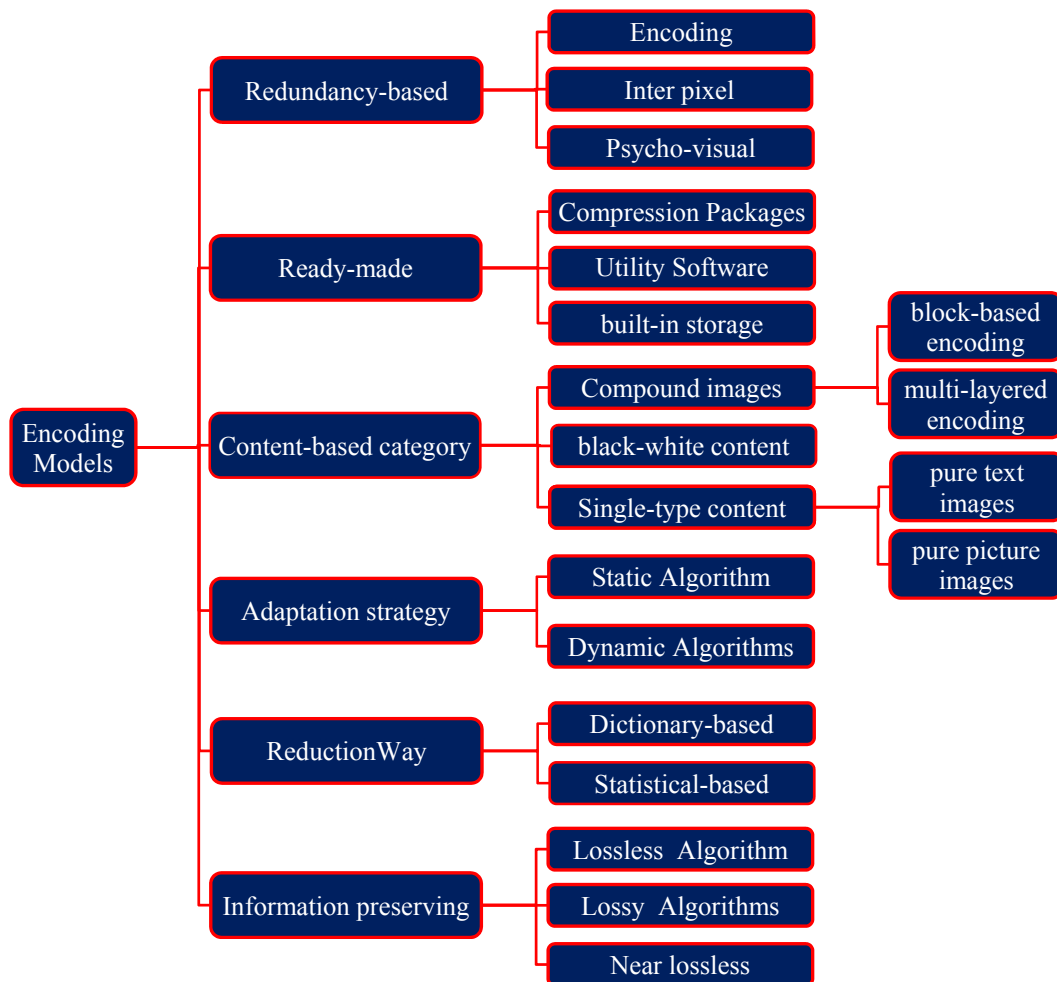 Encoding
Models
Redundancy-based
Encoding
Inter pixel
Psycho-visual
Ready-made
Compression Packages
Utility Software
built-in storage
Content-based category
Compound images
block-based
encoding
multi-layered
encoding
black-white content
Single-type content
pure text
images
pure picture
images
Adaptation strategy
Static Algorithm
Dynamic Algorithms
ReductionWay
Dictionary-based
Statistical-based
Information preserving
Lossless  Algorithm
Lossy  Algorithms
Near lossless